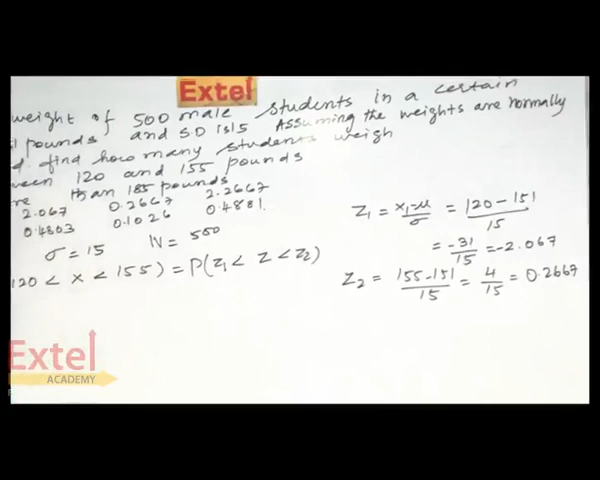 Extel
weight of 500 male students in a certain
pounds and S.D is 15 Assuming the weights are normally
find how many students weigh
120 and 155 pounds
than 185 pounds
2.067 0.2667 2.2667
0.4803 0.1026 0.4881
σ = 15 N = 500
120 < x < 155) = P(z₁ < z < z₂)
Z₁ = x₁-μ/σ = 120-151/15
= -31/15 = -2.067
Z₂ = 155-151/15 = 4/15 = 0.2667
Extel
ACADEMY